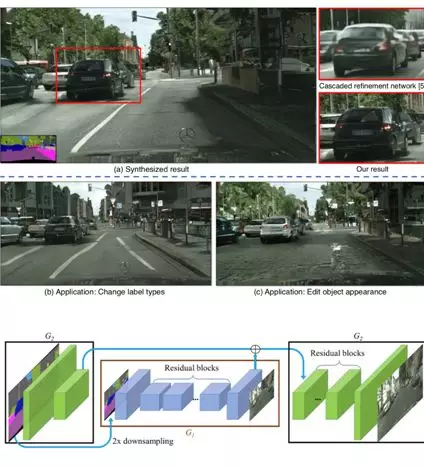 Cascaded refinement network [5
(a) Synthesized result
Our result
(b) Application: Change label types
(c) Application: Edit object appearance
G2
G2
Residual blocks
Residual blocks
...
...
G1
2x downsampling